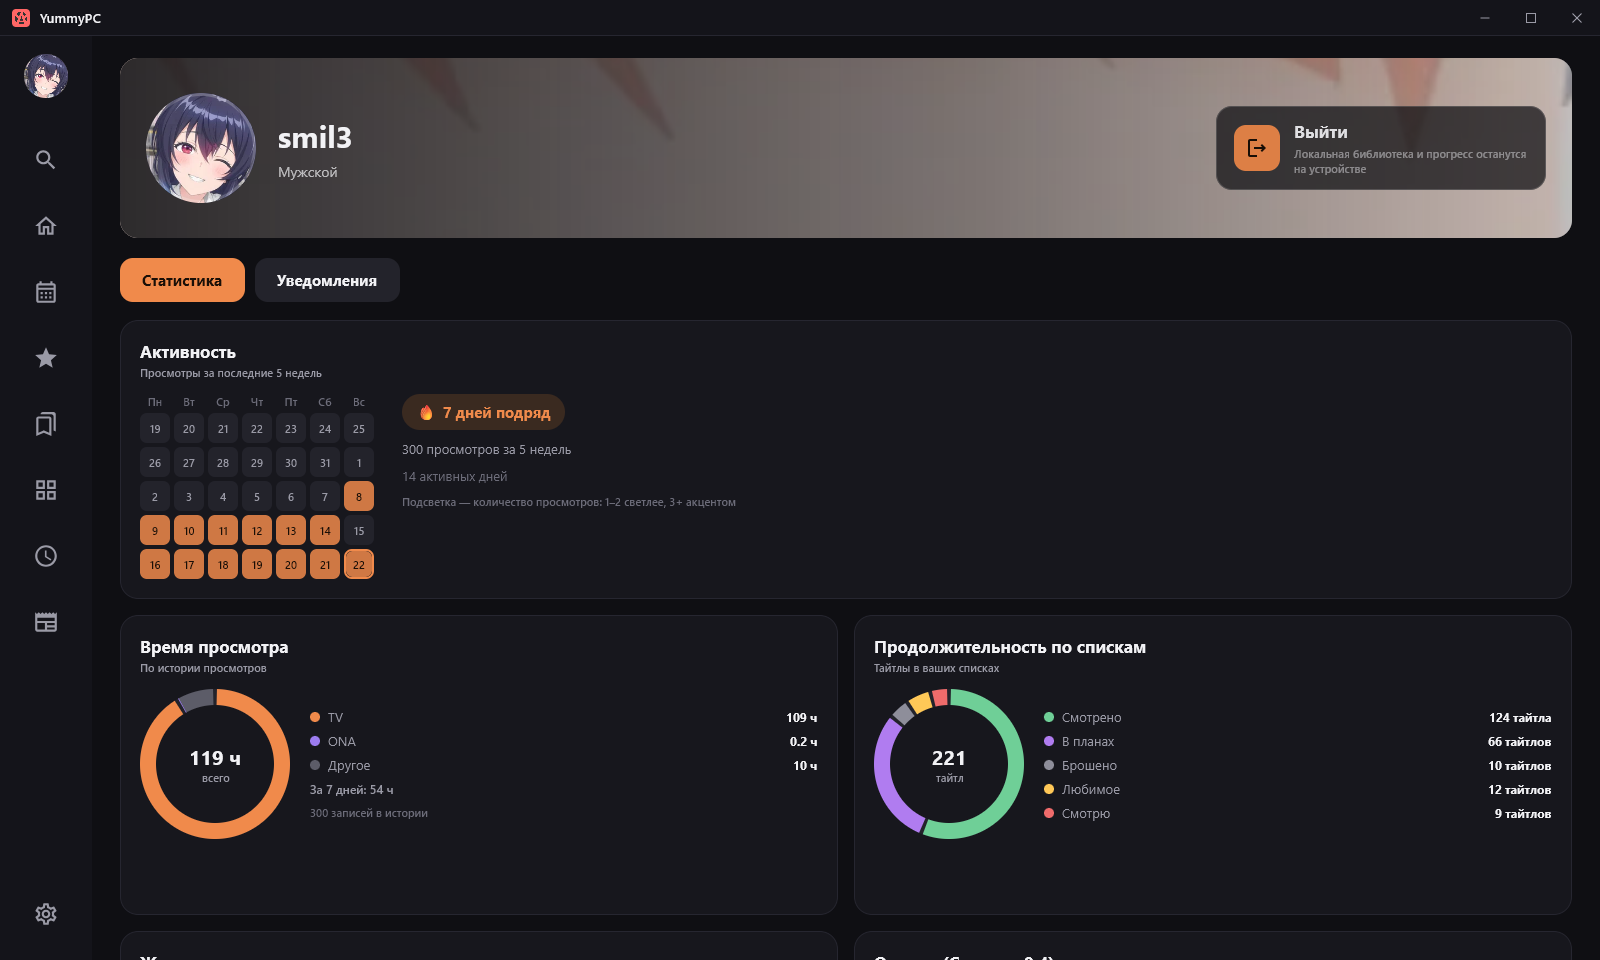 YummyPC
smil3
Мужской
Выйти
Локальная библиотека и прогресс останутся
на устройстве
Статистика
Уведомления
Активность
Просмотры за последние 5 недель
Пн Вт Ср Чт Пт Сб Вс
19 20 21 22 23 24 25
26 27 28 29 30 31 1
2 3 4 5 6 7 8
9 10 11 12 13 14 15
16 17 18 19 20 21 22
7 дней подряд
300 просмотров за 5 недель
14 активных дней
Подсветка — количество просмотров: 1–2 светлее, 3+ акцентом
Время просмотра
По истории просмотров
119 ч
всего
TV 109 ч
ONA 0.2 ч
Другое 10 ч
За 7 дней: 54 ч
300 записей в истории
Продолжительность по спискам
Тайтлы в ваших списках
221
тайтл
Смотрено 124 тайтла
В планах 66 тайтлов
Брошено 10 тайтлов
Любимое 12 тайтлов
Смотрю 9 тайтлов